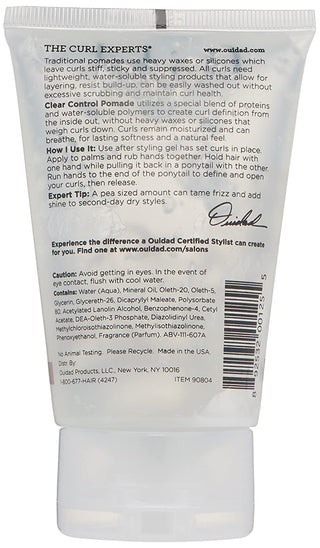 THE CURL EXPERTS® www.ouidad.com
Traditional pomades use heavy waxes or silicones which
leave curls stiff, sticky and suppressed. All curls need
lightweight, water-soluble styling products that allow for
layering, resist build-up, can be easily washed out without
excessive scrubbing and maintain curl health.
Clear Control Pomade utilizes a special blend of proteins
and water-soluble polymers to create curl definition from
the inside out, without heavy waxes or silicones that
weigh curls down. Curls remain moisturized and can
breathe, for lasting softness and a natural feel.
How I Use It: Use after styling gel has set curls in place.
Apply to palms and rub hands together. Hold hair with
one hand while pulling it back in a ponytail with the other.
Run hands to the end of the ponytail to define and open
your curls, then release.
Expert Tip: A pea sized amount can tame frizz and add
shine to second-day dry styles.
Ouidad
Experience the difference a Ouidad Certified Stylist can create
for you. Find one at www.ouidad.com/salons
Caution: Avoid getting in eyes. In the event of
eye contact, flush with cool water.
Contains: Water (Aqua), Mineral Oil, Oleth-20, Oleth-5,
Glycerin, Glycereth-26, Dicaprylyl Maleate, Polysorbate
80, Acetylated Lanolin Alcohol, Benzophenone-4, Cetyl
Acetate, DEA-Oleth-3 Phosphate, Diazolidinyl Urea,
Methylchloroisothiazolinone, Methylisothiazolinone,
Phenoxyethanol, Fragrance (Parfum). ABV-111-607A
No Animal Testing. Please Recycle. Made in the USA.
Distr. By:
Ouidad Products, LLC., New York, NY 10016
1-800-677-HAIR (4247) ITEM 90804
8 02532 00125 5